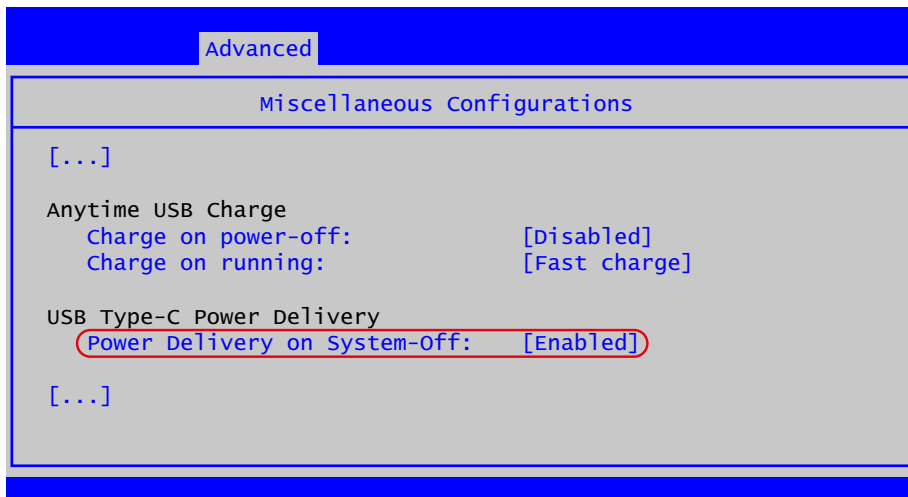 Advanced
Miscellaneous Configurations
[...]
Anytime USB Charge
Charge on power-off: [Disabled]
Charge on running: [Fast charge]
USB Type-C Power Delivery
Power Delivery on System-Off: [Enabled]
[...]